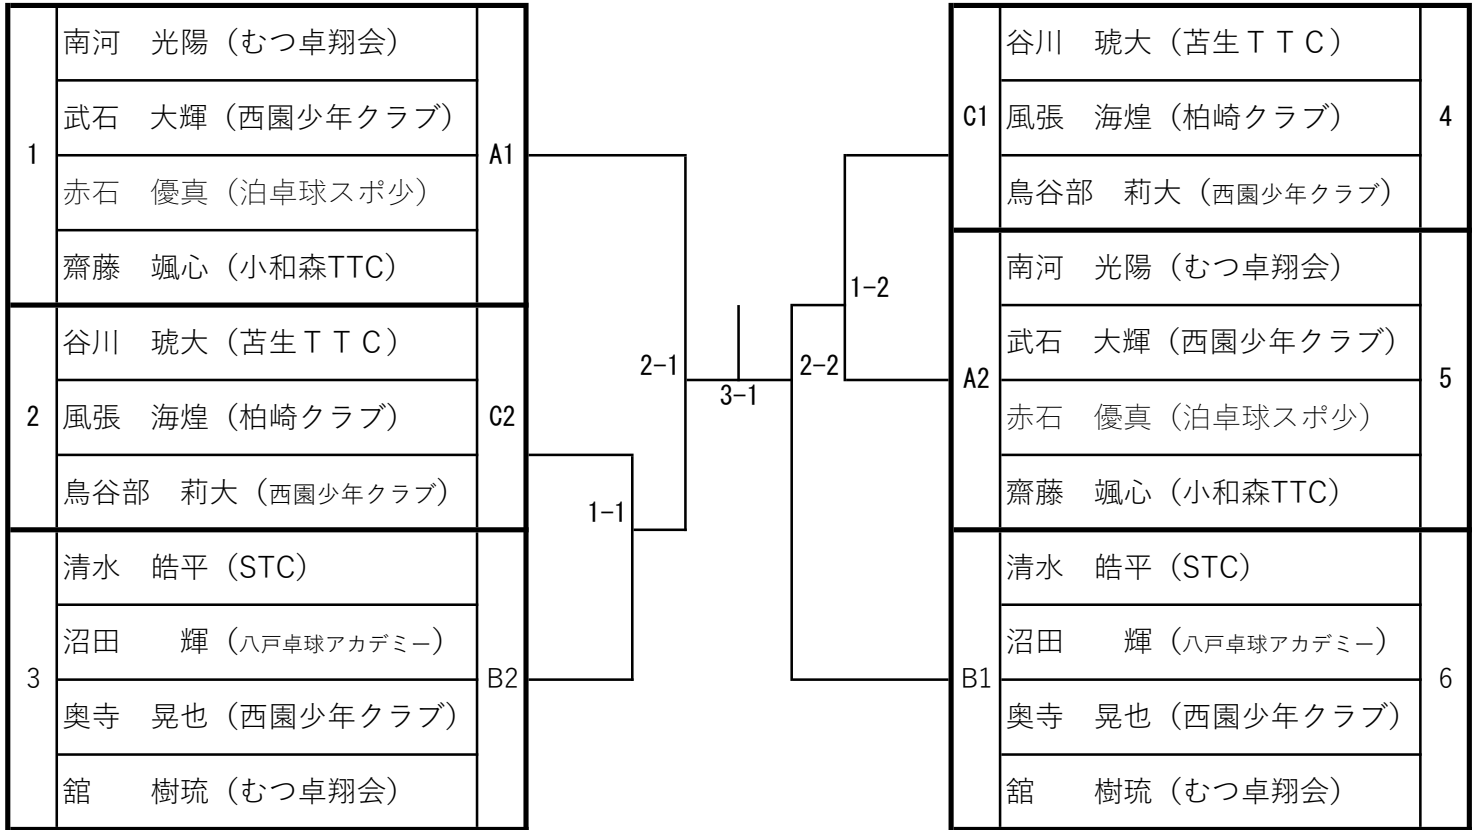 1
南河　光陽（むつ卓翔会）
武石　大輝（西園少年クラブ）
赤石　優真（泊卓球スポ少）
齋藤　颯心（小和森TTC）
A1
2
谷川　琥大（苫生ＴＴＣ）
風張　海煌（柏崎クラブ）
鳥谷部　莉大（西園少年クラブ）
C2
3
清水　皓平（STC）
沼田　　輝（八戸卓球アカデミー）
奥寺　晃也（西園少年クラブ）
舘　　樹琉（むつ卓翔会）
B2
1-1
2-1
3-1
2-2
1-2
C1
谷川　琥大（苫生ＴＴＣ）
風張　海煌（柏崎クラブ）
鳥谷部　莉大（西園少年クラブ）
4
A2
南河　光陽（むつ卓翔会）
武石　大輝（西園少年クラブ）
赤石　優真（泊卓球スポ少）
齋藤　颯心（小和森TTC）
5
B1
清水　皓平（STC）
沼田　　輝（八戸卓球アカデミー）
奥寺　晃也（西園少年クラブ）
舘　　樹琉（むつ卓翔会）
6